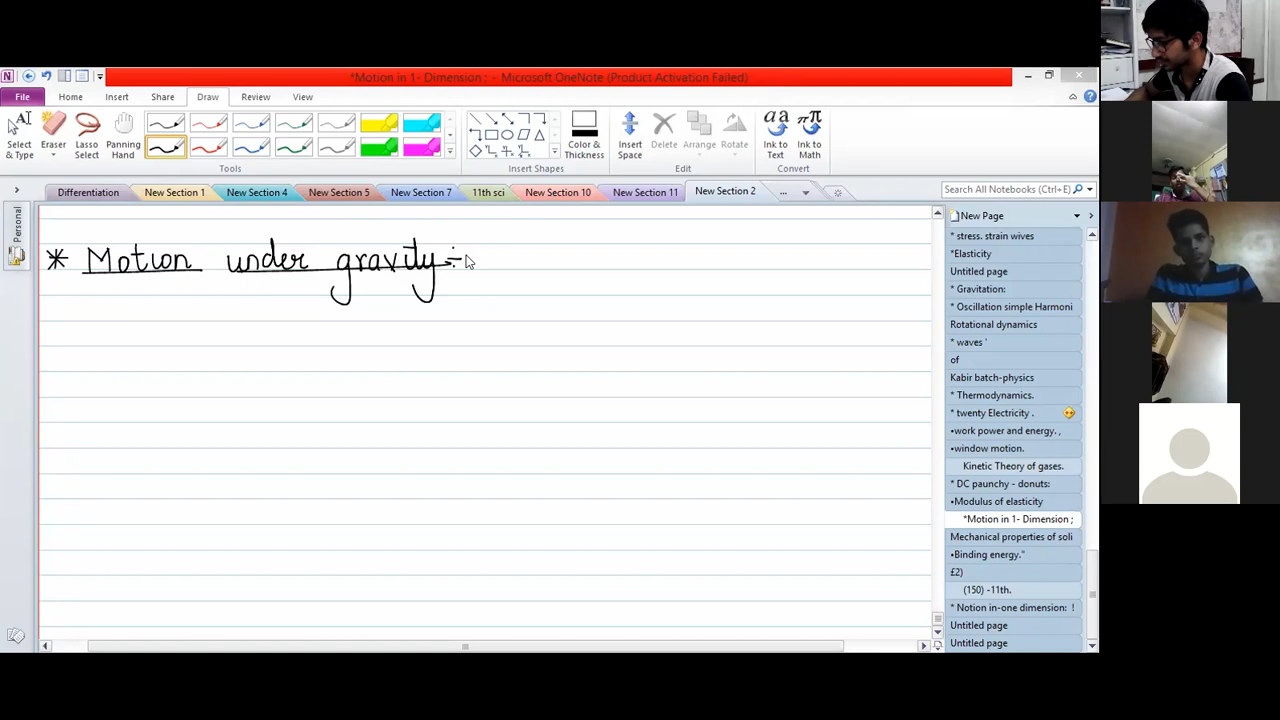 *Motion in 1- Dimension : - Microsoft OneNote (Product Activation Failed)
File Home Insert Share Draw Review View
Select & Type
Eraser
Lasso Select
Panning Hand
Color & Thickness
Insert Space
Delete
Arrange
Rotate
Ink to Text
Ink to Math
Tools
Insert Shapes
Edit
Convert
Differentiation New Section 1 New Section 4 New Section 5 New Section 7 11th sci New Section 10 New Section 11 New Section 2 ...
Search All Notebooks (Ctrl+E)
Personal
* Motion under gravity :-
New Page
* stress. strain wives
*Elasticity
Untitled page
* Gravitation:
* Oscillation simple Harmoni
Rotational dynamics
* waves '
of
Kabir batch-physics
* Thermodynamics.
* twenty Electricity .
•work power and energy. ,
•window motion.
Kinetic Theory of gases.
* DC paunchy - donuts:
•Modulus of elasticity
*Motion in 1- Dimension ;
Mechanical properties of soli
•Binding energy."
£2)
(150) -11th.
* Notion in-one dimension: !
Untitled page
Untitled page